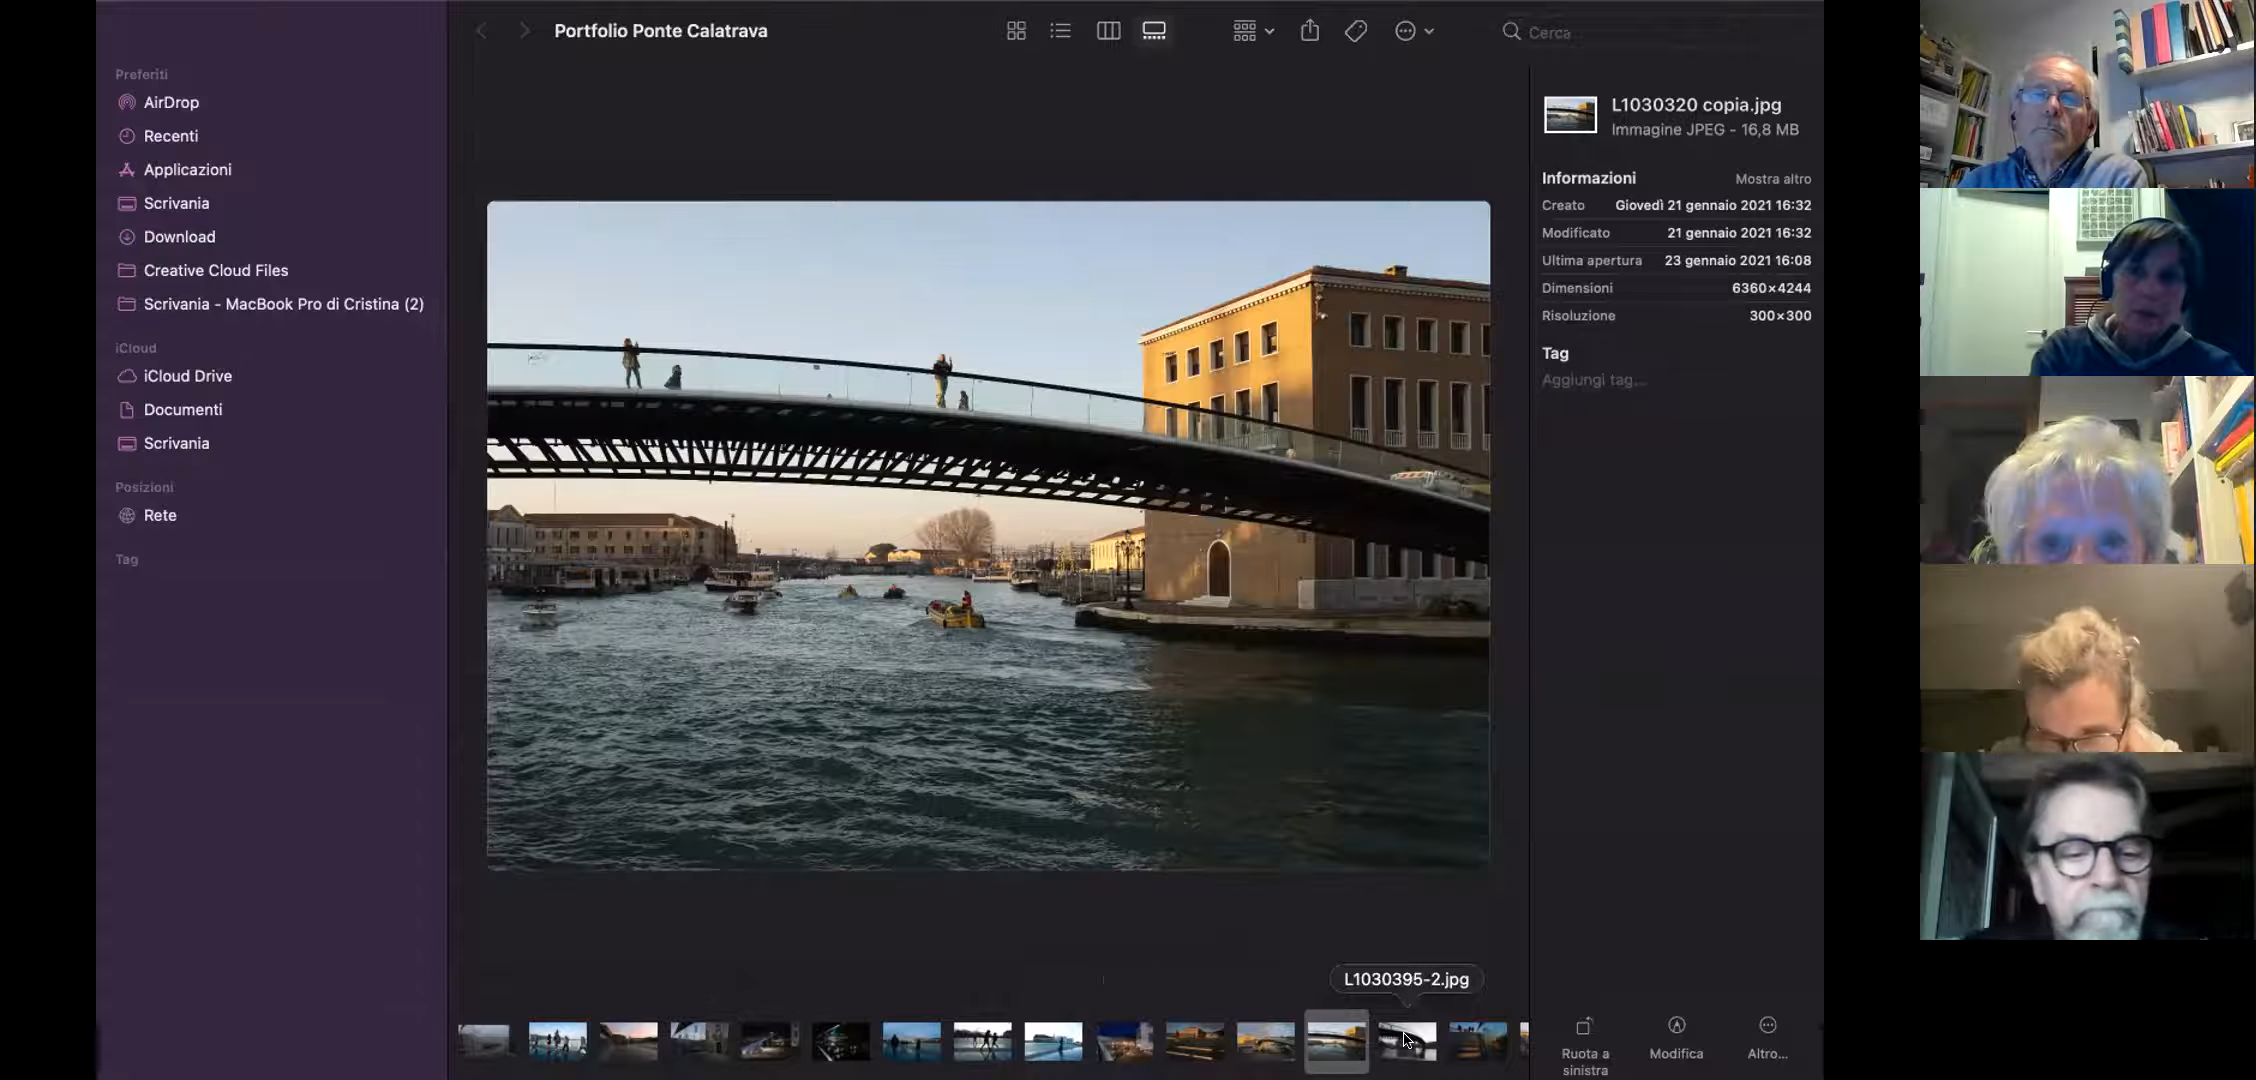 Portfolio Ponte Calatrava
Cerca
Preferiti
AirDrop
Recenti
Applicazioni
Scrivania
Download
Creative Cloud Files
Scrivania - MacBook Pro di Cristina (2)
iCloud
iCloud Drive
Documenti
Scrivania
Posizioni
Rete
Tag
L1030320 copia.jpg
Immagine JPEG - 16,8 MB
Informazioni Mostra altro
Creato Giovedì 21 gennaio 2021 16:32
Modificato 21 gennaio 2021 16:32
Ultima apertura 23 gennaio 2021 16:08
Dimensioni 6360×4244
Risoluzione 300×300
Tag
Aggiungi tag...
L1030395-2.jpg
Ruota a
sinistra
Modifica
Altro...